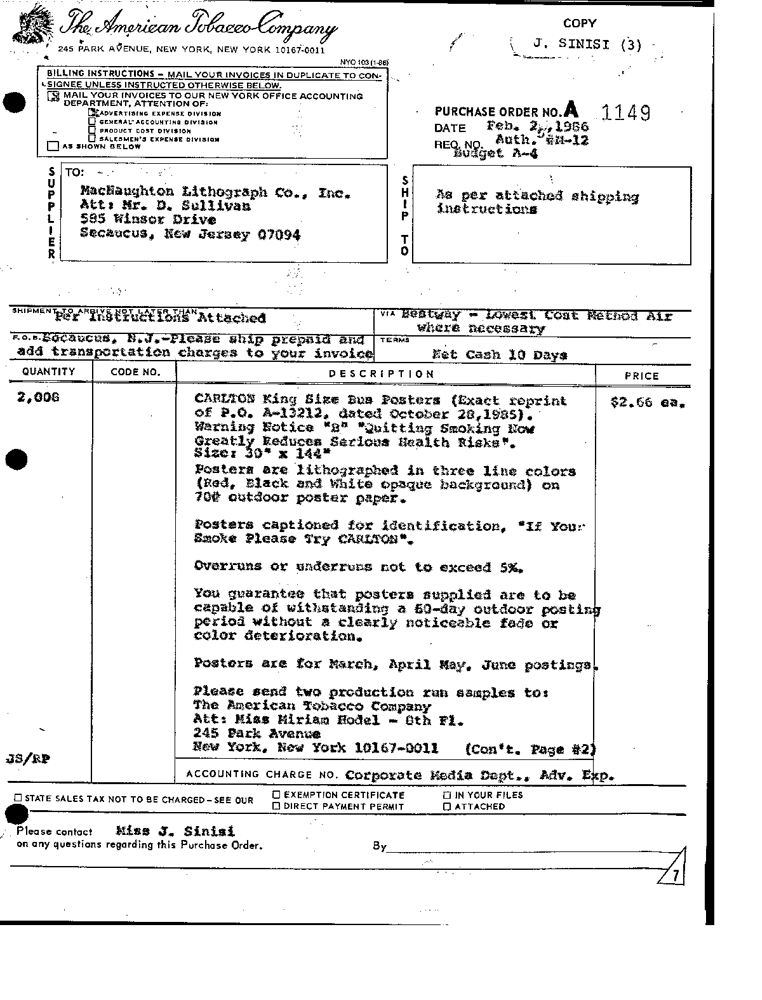 The American Tobacco Company
245 PARK AVENUE, NEW YORK, NEW YORK 10167-0011
COPY
J. SINISI (3)
NYO 103 (1-86)
BILLING INSTRUCTIONS – MAIL YOUR INVOICES IN DUPLICATE TO CON-
SIGNEE UNLESS INSTRUCTED OTHERWISE BELOW.
MAIL YOUR INVOICES TO OUR NEW YORK OFFICE ACCOUNTING
DEPARTMENT, ATTENTION OF:
ADVERTISING EXPENSE DIVISION
GENERAL ACCOUNTING DIVISION
PRODUCT COST DIVISION
SALESMEN'S EXPENSE DIVISION
AS SHOWN BELOW
PURCHASE ORDER NO. A 1149
DATE Feb. 2, 1986
REQ. NO. Auth. #M-12
Budget A-4
SUPPLIER
TO:
MacNaughton Lithograph Co., Inc.
Att: Mr. D. Sullivan
595 Winsor Drive
Secaucus, New Jersey 07094
SHIP TO
As per attached shipping
instructions
SHIPMENT TO ARRIVE NOT LATER THAN
Per Instructions Attached
VIA Bestway – Lowest Cost Method Air
where necessary
F.O.B. Secaucus, N.J.-Please ship prepaid and
add transportation charges to your invoice
TERMS
Net Cash 10 Days
QUANTITY CODE NO. DESCRIPTION PRICE
2,008 CARLTON King Size Bus Posters (Exact reprint $2.66 ea.
of P.O. A-13212, dated October 28,1985).
Warning Notice "B" "Quitting Smoking Now
Greatly Reduces Serious Health Risks".
Size: 30" x 144"
Posters are lithographed in three line colors
(Red, Black and White opaque background) on
70# outdoor poster paper.
Posters captioned for identification, "If You
Smoke Please Try CARLTON".
Overruns or underruns not to exceed 5%.
You guarantee that posters supplied are to be
capable of withstanding a 60-day outdoor posting
period without a clearly noticeable fade or
color deterioration.
Posters are for March, April May, June postings.
Please send two production run samples to:
The American Tobacco Company
Att: Miss Miriam Hodel – 8th Fl.
245 Park Avenue
New York, New York 10167-0011 (Con't. Page #2)
JS/RP
ACCOUNTING CHARGE NO. Corporate Media Dept., Adv. Exp.
STATE SALES TAX NOT TO BE CHARGED–SEE OUR
EXEMPTION CERTIFICATE
DIRECT PAYMENT PERMIT
IN YOUR FILES
ATTACHED
Please contact Miss J. Sinisi
on any questions regarding this Purchase Order.
By
7